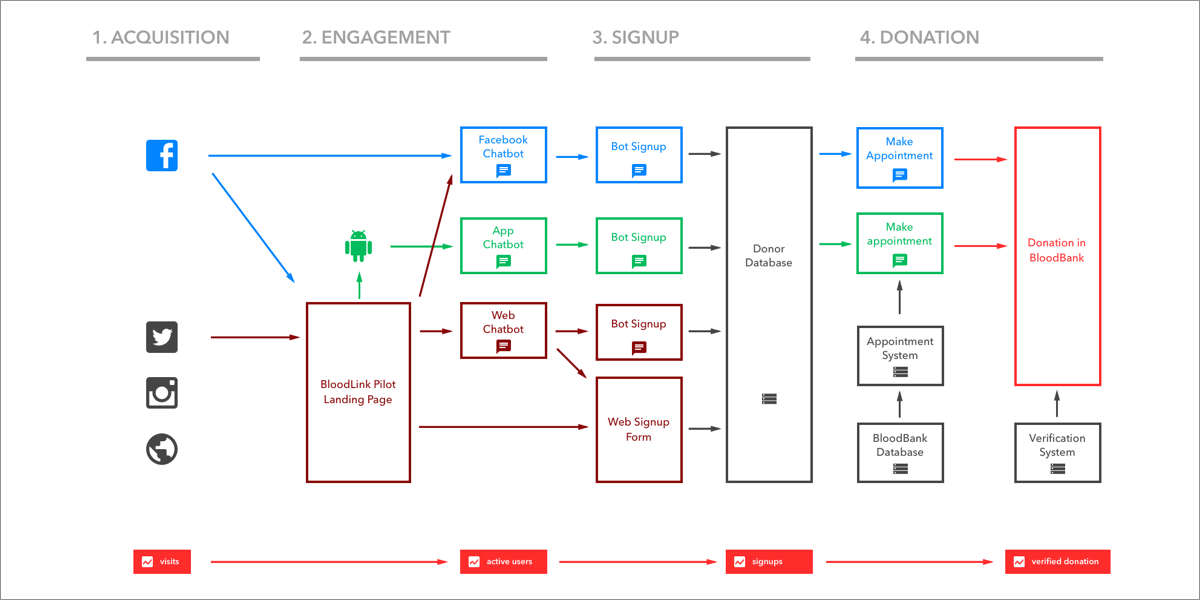 1. ACQUISITION
2. ENGAGEMENT
3. SIGNUP
4. DONATION
Facebook
Chatbot
Bot Signup
Make
Appointment
App
Chatbot
Bot Signup
Make
appointment
Donor
Database
Donation in
BloodBank
Web
Chatbot
Bot Signup
Appointment
System
BloodLink Pilot
Landing Page
Web Signup
Form
BloodBank
Database
Verification
System
visits
active users
signups
verified donation